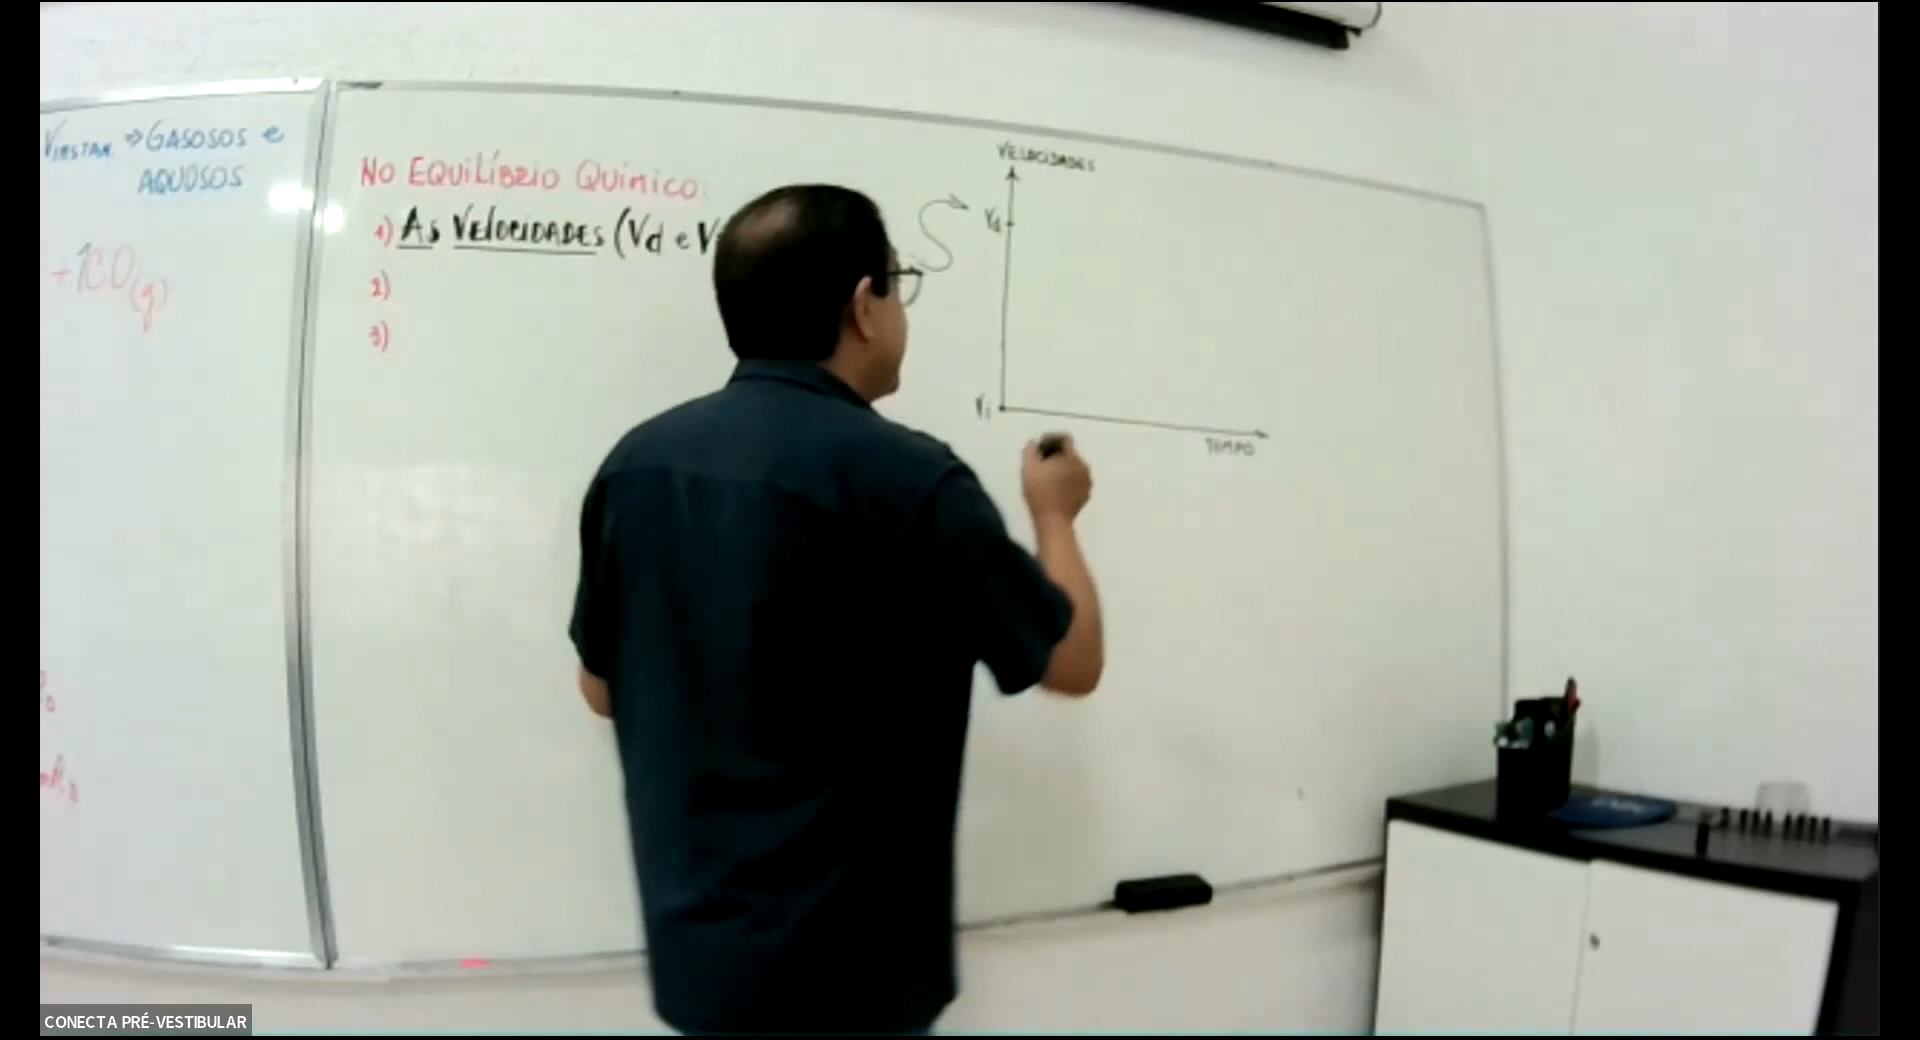 VINSTAN. ⇒ GASOSOS e
AQUOSOS
+ 1CO(g)
NO EQUILÍBRIO QUÍMICO:
1) AS VELOCIDADES (Vd e V
2)
3)
VELOCIDADES
Vd
Vi
TEMPO
CONECTA PRÉ-VESTIBULAR